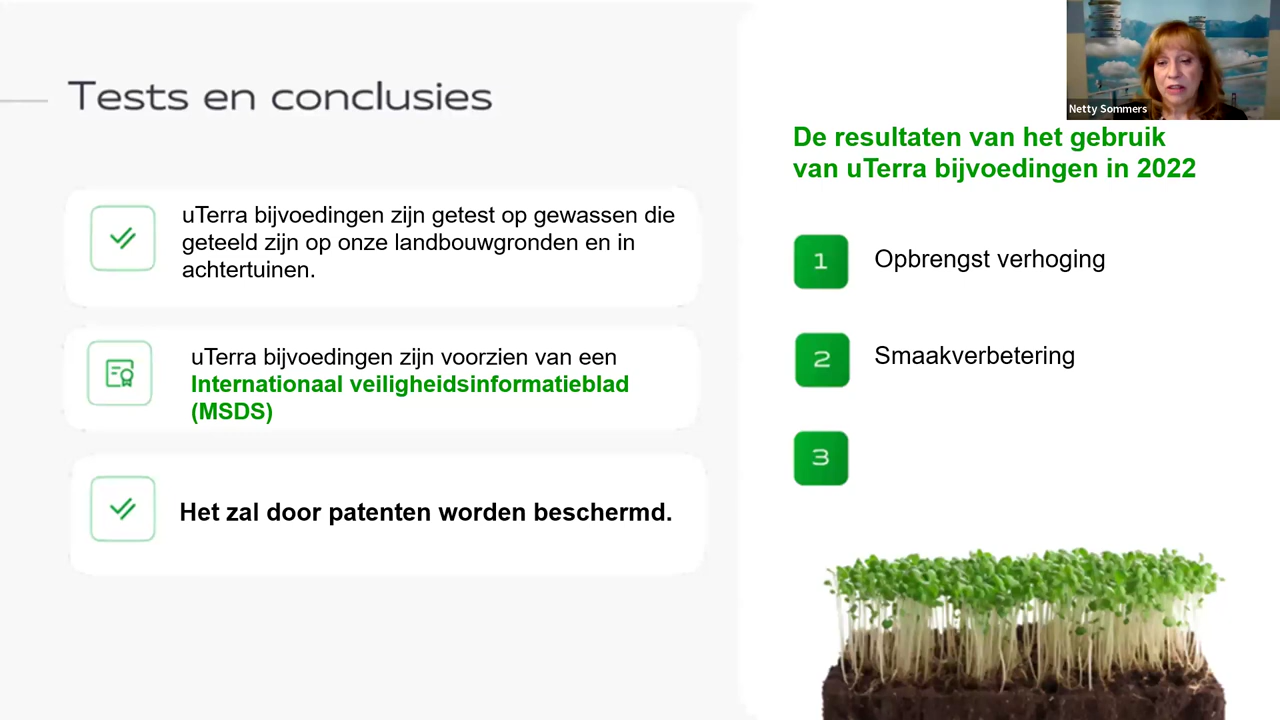 Tests en conclusies
uTerra bijvoedingen zijn getest op gewassen die
geteeld zijn op onze landbouwgronden en in
achtertuinen.
uTerra bijvoedingen zijn voorzien van een
Internationaal veiligheidsinformatieblad
(MSDS)
Het zal door patenten worden beschermd.
Netty Sommers
De resultaten van het gebruik
van uTerra bijvoedingen in 2022
1 Opbrengst verhoging
2 Smaakverbetering
3